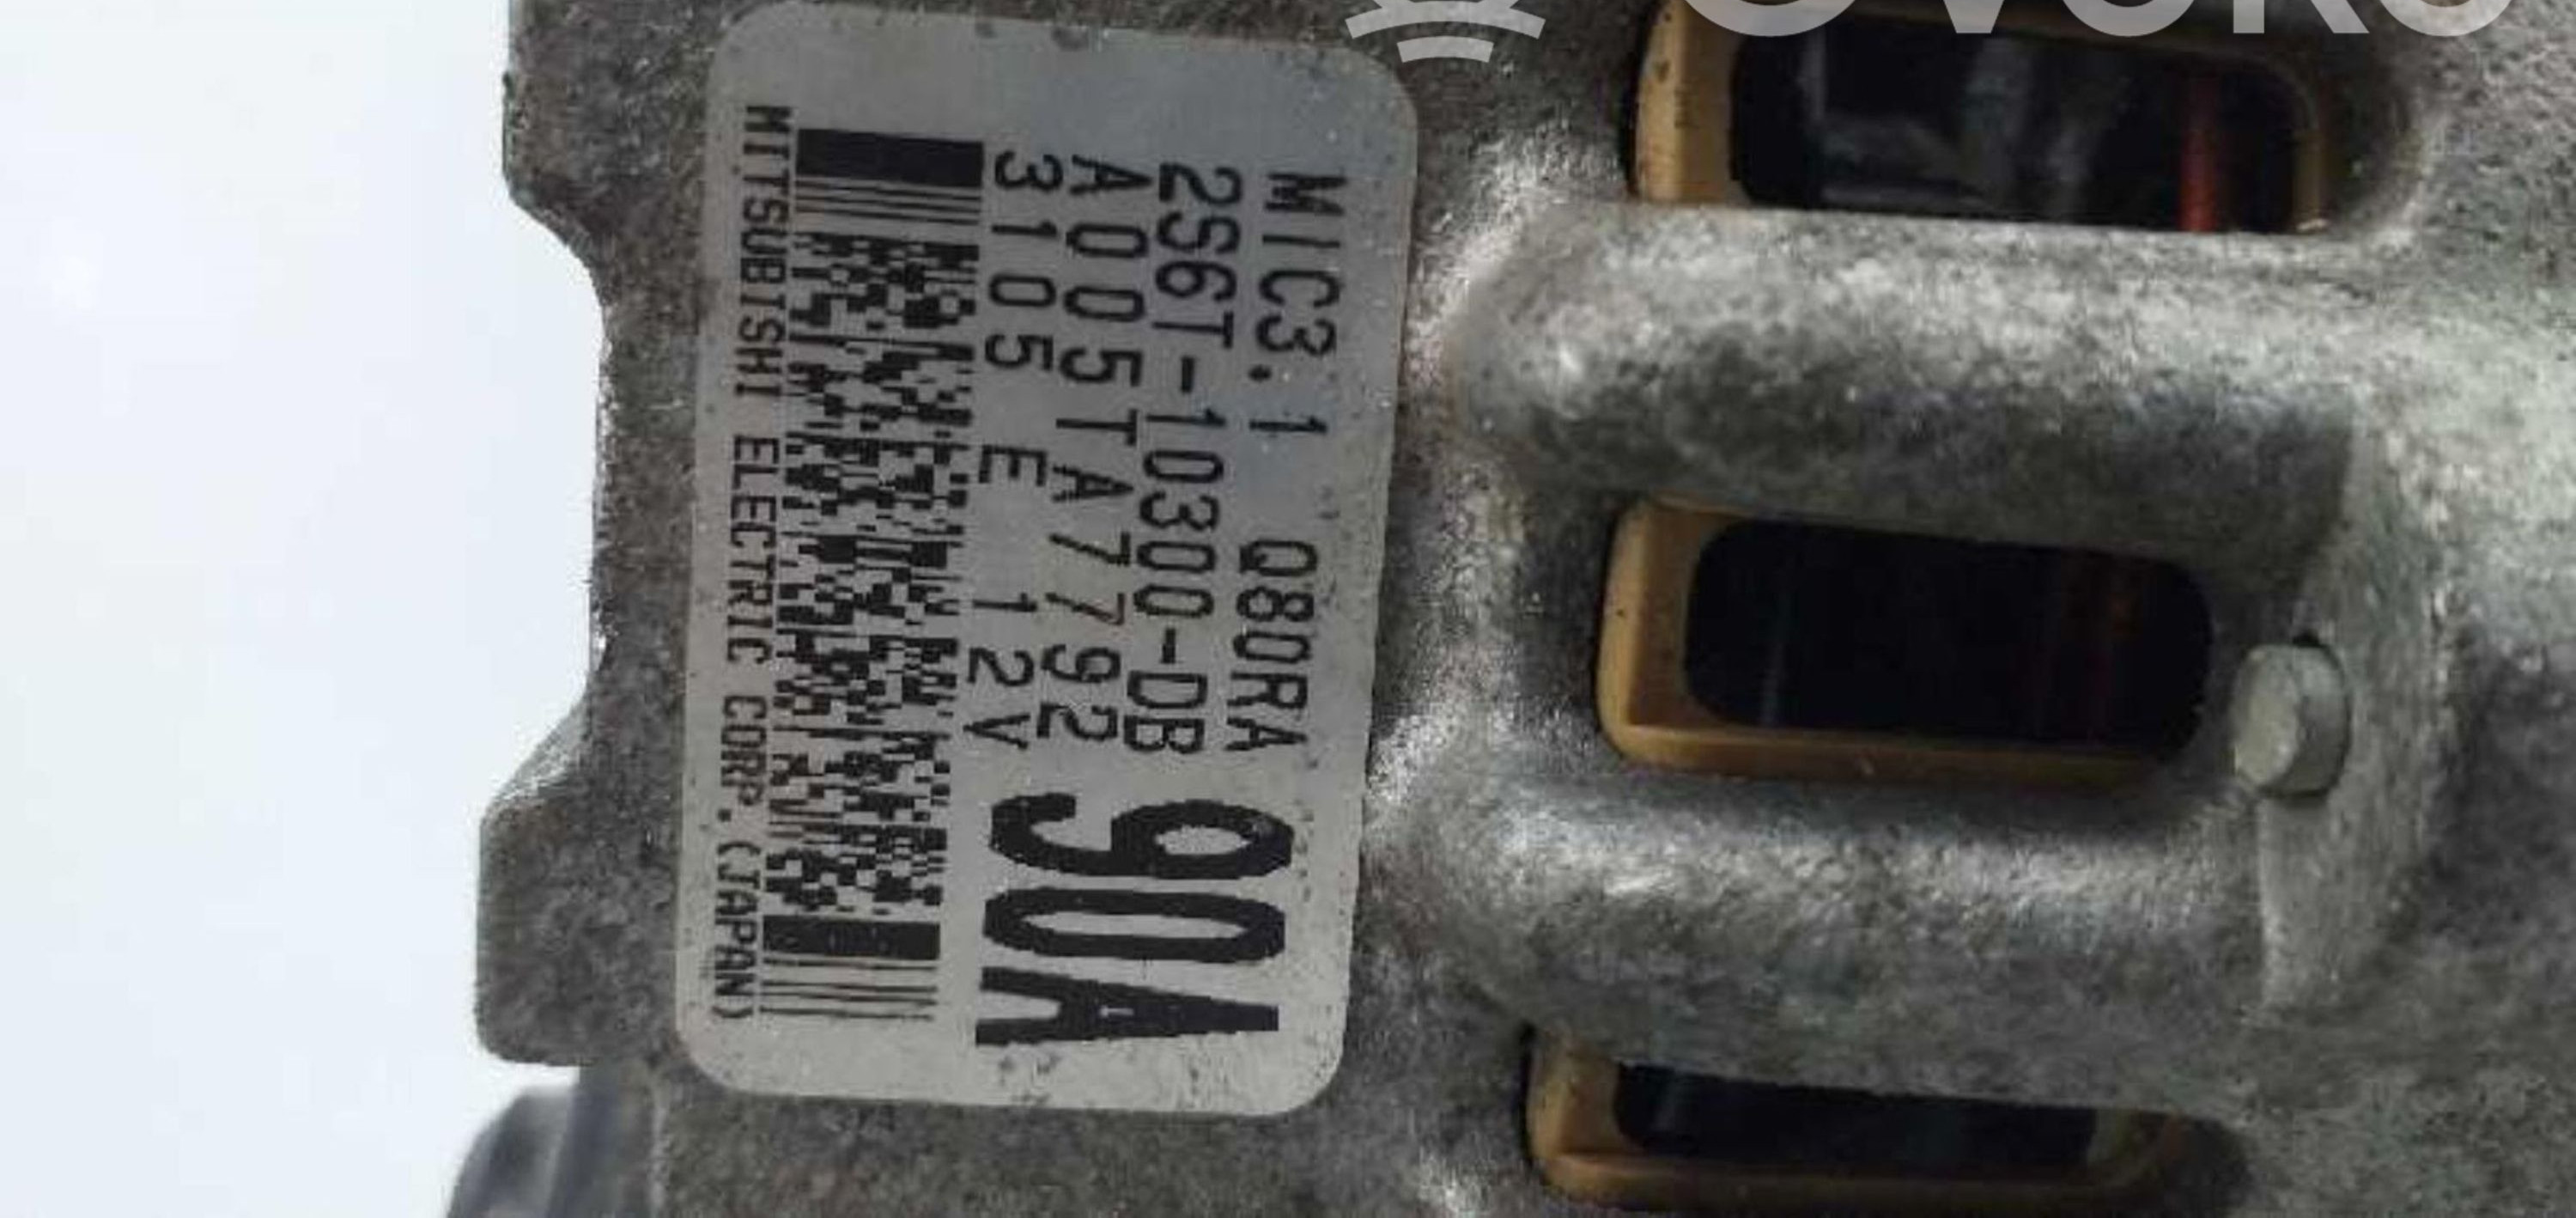 MIC3.1 Q80RA
2S6T-10300-DB
A005TA7792
3105 E 12V
90A
MITSUBISHI ELECTRIC CORP.(JAPAN)